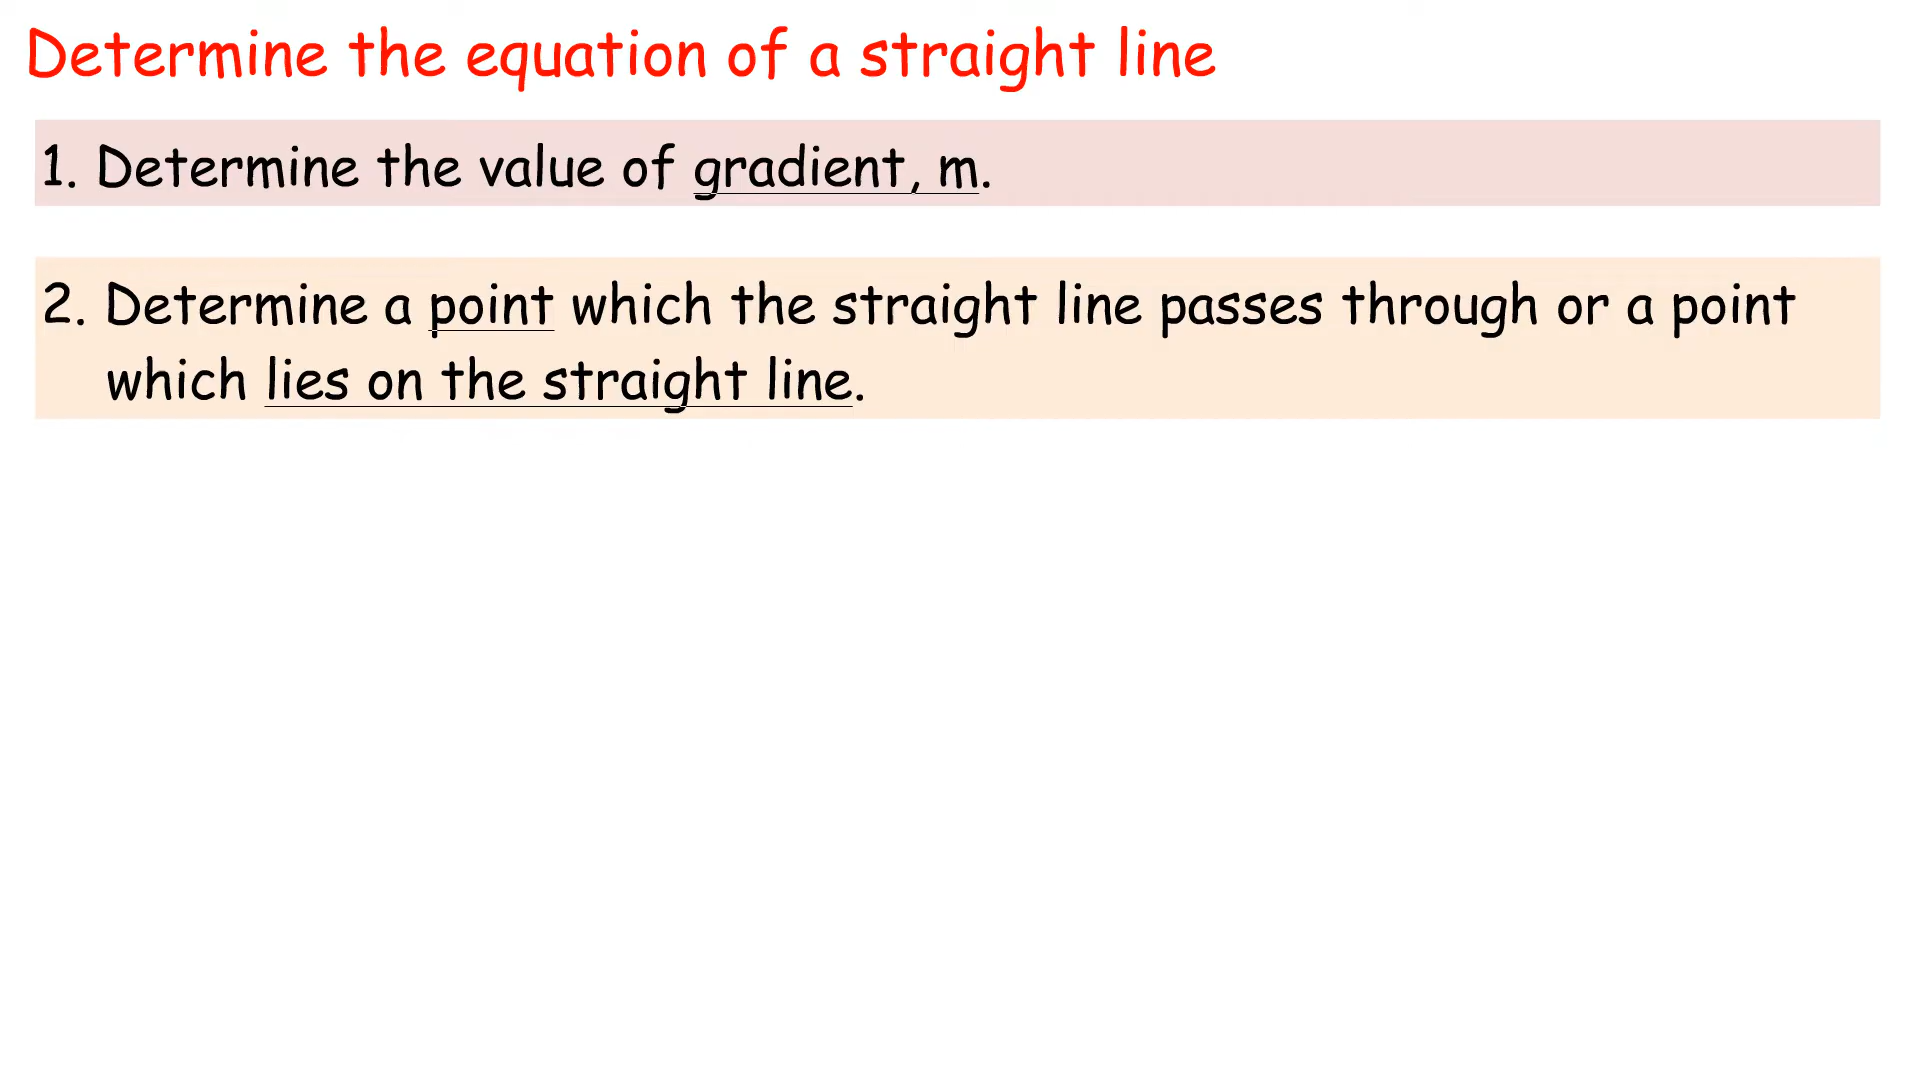 Determine the equation of a straight line
1. Determine the value of gradient, m.
2. Determine a point which the straight line passes through or a point
which lies on the straight line.